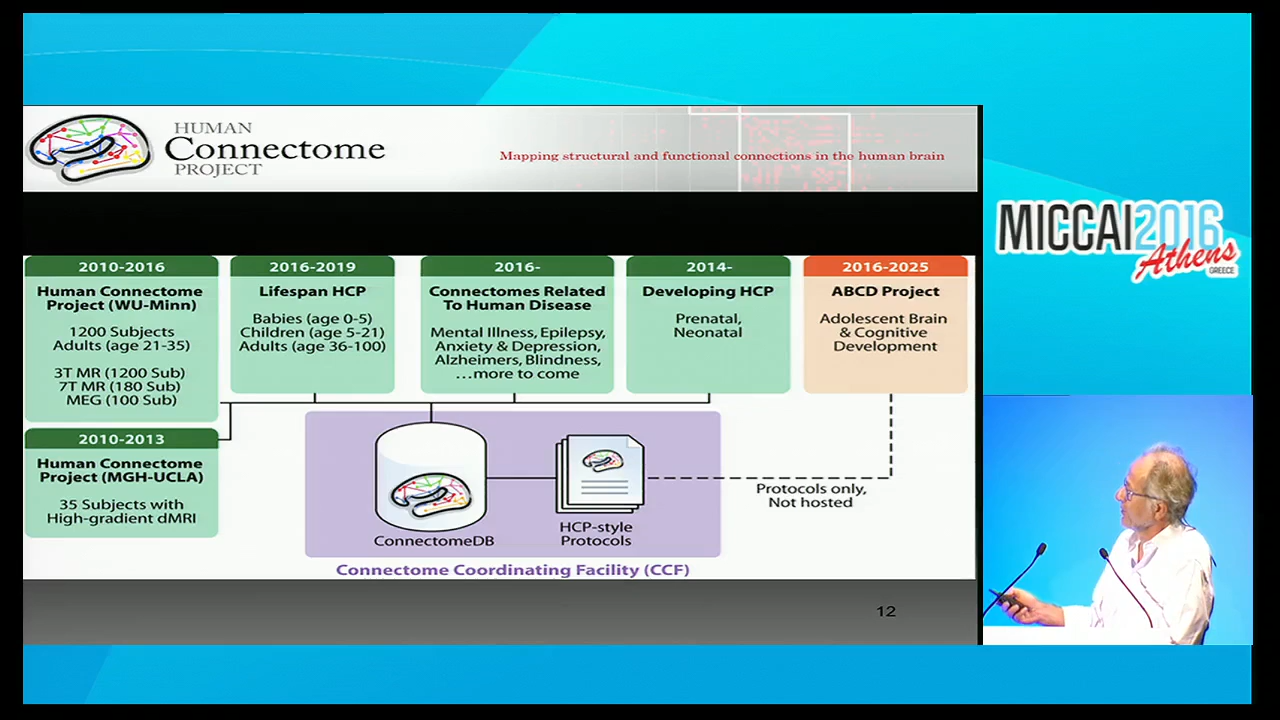 HUMAN
Connectome
PROJECT
Mapping structural and functional connections in the human brain
MICCAI2016
Athens
GREECE
2010-2016
Human Connectome
Project (WU-Minn)
1200 Subjects
Adults (age 21-35)
3T MR (1200 Sub)
7T MR (180 Sub)
MEG (100 Sub)
2016-2019
Lifespan HCP
Babies (age 0-5)
Children (age 5-21)
Adults (age 36-100)
2016-
Connectomes Related
To Human Disease
Mental Illness, Epilepsy,
Anxiety & Depression,
Alzheimers, Blindness,
...more to come
2014-
Developing HCP
Prenatal,
Neonatal
2016-2025
ABCD Project
Adolescent Brain
& Cognitive
Development
2010-2013
Human Connectome
Project (MGH-UCLA)
35 Subjects with
High-gradient dMRI
ConnectomeDB
HCP-style
Protocols
Protocols only,
Not hosted
Connectome Coordinating Facility (CCF)
12